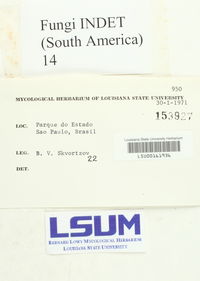 Fungi INDET
(South America)
14
950
MYCOLOGICAL HERBARIUM OF LOUISIANA STATE UNIVERSITY
30-I-1971
153927
LOC. Parque do Estado
Sao Paulo, Brasil
Louisiana State University Herbarium
LSU00161936
LEG. B. V. Skvortzov
22
DET.
LSUM
BERNARD LOWY MYCOLOGICAL HERBARIUM
LOUISIANA STATE UNIVERSITY